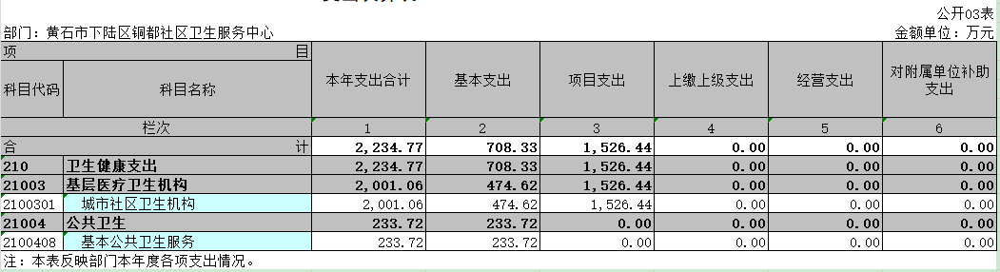 公开03表
部门：黄石市下陆区铜都社区卫生服务中心 金额单位：万元
项 目 本年支出合计 基本支出 项目支出 上缴上级支出 经营支出 对附属单位补助支出
科目代码 科目名称
栏次 1 2 3 4 5 6
合 计 2,234.77 708.33 1,526.44 0.00 0.00 0.00
210 卫生健康支出 2,234.77 708.33 1,526.44 0.00 0.00 0.00
21003 基层医疗卫生机构 2,001.06 474.62 1,526.44 0.00 0.00 0.00
2100301 城市社区卫生机构 2,001.06 474.62 1,526.44 0.00 0.00 0.00
21004 公共卫生 233.72 233.72 0.00 0.00 0.00 0.00
2100408 基本公共卫生服务 233.72 233.72 0.00 0.00 0.00 0.00
注：本表反映部门本年度各项支出情况。